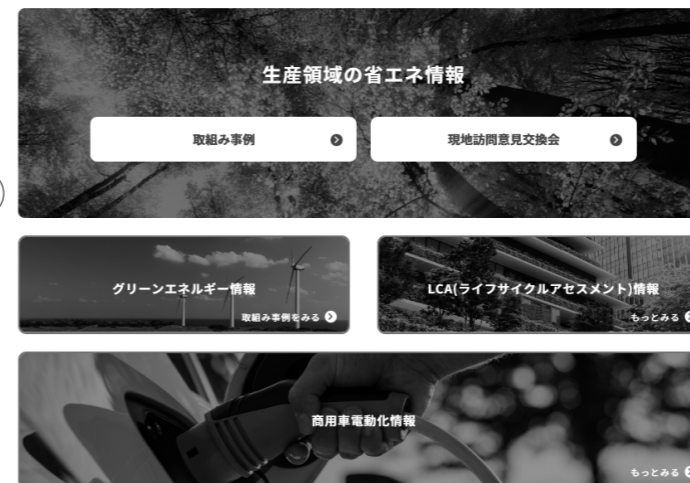 生産領域の省エネ情報
取組み事例
現地訪問意見交換会
グリーンエネルギー情報
取組み事例をみる
LCA(ライフサイクルアセスメント)情報
もっとみる
商用車電動化情報
もっとみる